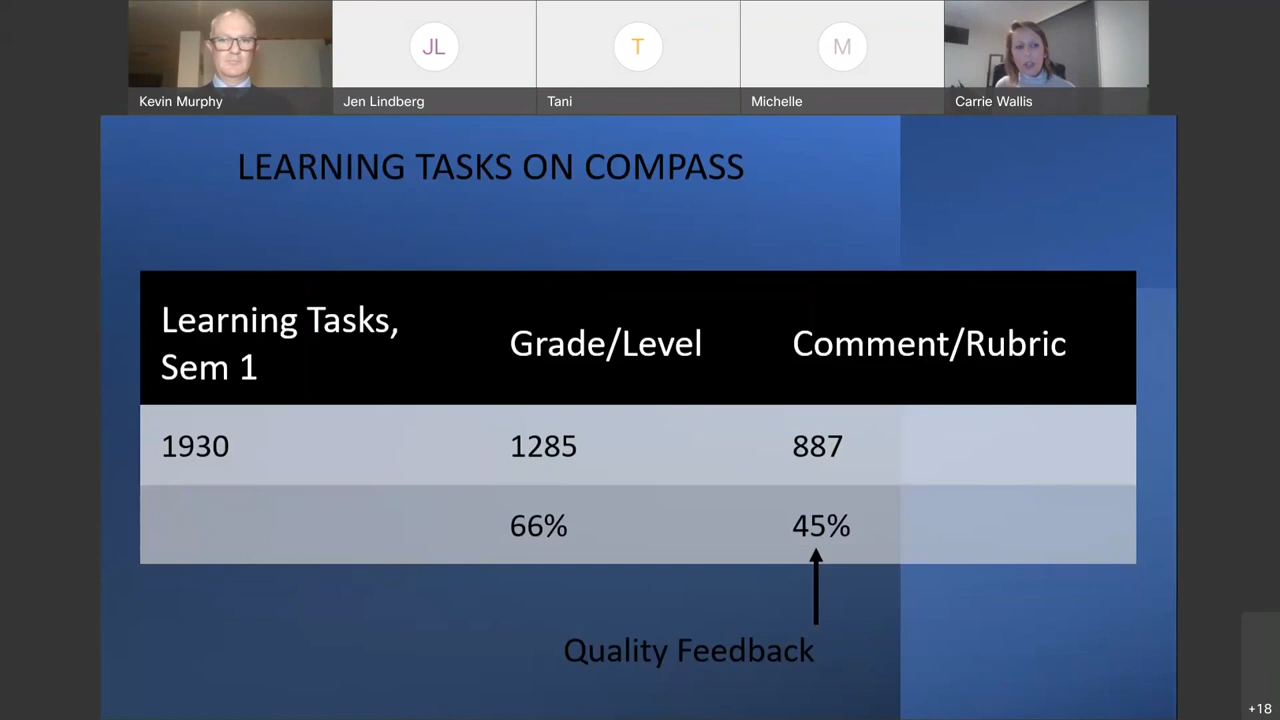 JL
T
M
Kevin Murphy
Jen Lindberg
Tani
Michelle
Carrie Wallis
LEARNING TASKS ON COMPASS
Learning Tasks,
Sem 1
Grade/Level
Comment/Rubric
1930
1285
887
66%
45%
Quality Feedback
+18